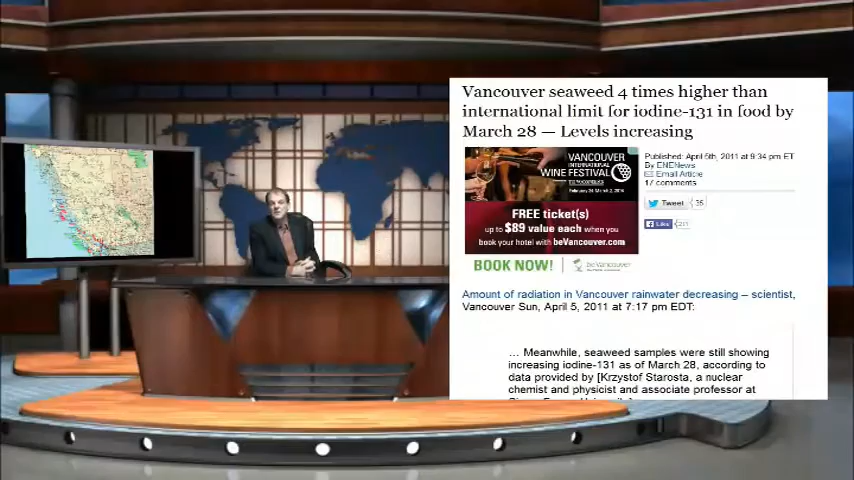 Vancouver seaweed 4 times higher than
international limit for iodine-131 in food by
March 28 — Levels increasing
VANCOUVER
INTERNATIONAL
WINE FESTIVAL
FREE ticket(s)
up to $89 value each when you
book your hotel with beVancouver.com
BOOK NOW!
beVancouver
Published: April 5th, 2011 at 9:34 pm ET
By ENENews
Email Article
17 comments
Tweet 35
Like 211
Amount of radiation in Vancouver rainwater decreasing – scientist,
Vancouver Sun, April 5, 2011 at 7:17 pm EDT:
... Meanwhile, seaweed samples were still showing
increasing iodine-131 as of March 28, according to
data provided by [Krzystof Starosta, a nuclear
chemist and physicist and associate professor at